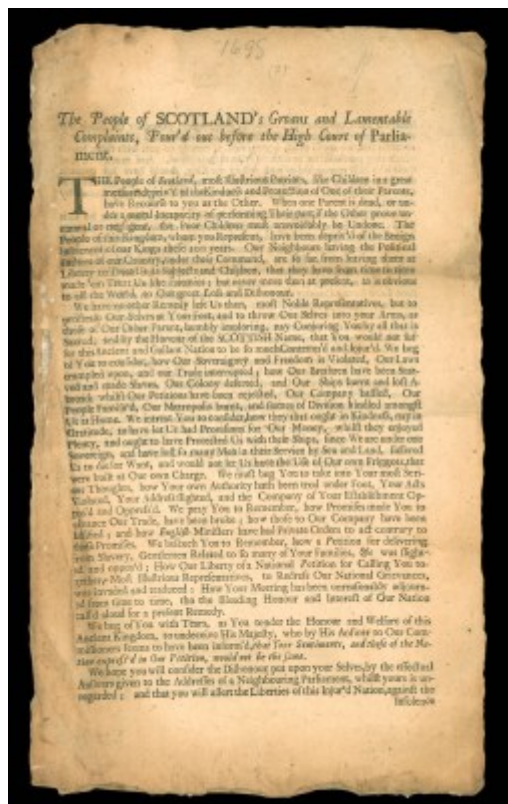 1695
The People of SCOTLAND's Groans and Lamentable
Complaints, Pour'd out before the High Court of Parlia-
ment.
THE People of Scotland, most Illustrious Patriots, like Children in a great
measure depriv'd of the Kindness and Protection of One of their Parents,
have Recourse to you as the Other. When one Parent is dead, or un-
der a moral Incapacity of performing Their part, if the Other prove un-
natural or negligent, the Poor Children must unavoidably be Undone. The
People of this Kingdom, whom you Represent, have been depriv'd of the Benign
Influences of our Kings these 100 years. Our Neighbours having the Political
Fathers of our Country, under their Command, are so far from leaving them at
Liberty to Treat Us as Subjects and Children, that they have from time to time
made 'em Treat Us like Enemies; but never more than at present, as is obvious
to all the World, to Our great Loss and Dishonour.
We have no other Remedy left Us then, most Noble Representatives, but to
prostrate Our Selves at Your Feet, and to throw Our Selves into your Arms, as
those of Our Other Parent, humbly imploring, nay Conjuring You by all that is
Sacred, and by the Honour of the SCOTTISH Name, that You would not suf-
fer this Ancient and Gallant Nation to be so much Contemn'd and Injur'd. We beg
of You to consider, how Our Sovereignty and Freedom is Violated, Our Laws
trampled upon, and our Trade interrupted; how Our Brethren have been Star-
ved and made Slaves, Our Colony deserted, and Our Ships burnt and lost A-
broad; whilst Our Petitions have been rejected, Our Company baffled, Our
People Famish'd, Our Metropolis burnt, and flames of Division kindled amongst
Us at Home. We intreat You to consider, how they that ought in Kindness, nay in
Gratitude, to have let Us had Provisions for Our Money, whilst they enjoyed
Plenty, and ought to have Protected Us with their Ships, since We are under one
Sovereign, and have lost so many Men in their Service by Sea and Land, suffered
Us to die for Want, and would not let Us have the Use of Our own Friggots, that
were built at Our own Charge. We must beg You to take into Your most Seri-
ous Thoughts, how Your own Authority hath been trod under Foot, Your Acts
Violated, Your Address slighted, and the Company of Your Establishment Op-
pos'd and Oppress'd. We pray You to Remember, how Promises made You to
advance Our Trade, have been broke; how those to Our Company have been
falsified; and how English Ministers have had Private Orders to act contrary to
those Promises. We beseech You to Remember, how a Petition for delivering
from Slavery, Gentlemen Related to so many of Your Families, &c was slight-
ed, and oppos'd; How Our Liberty of a National Petition for Calling You to-
gether, Most Illustrious Representatives, to Redress Our National Grievances,
was invaded and traduced: How Your Meeting has been unreasonably adjourn-
ed from time to time, tho the Bleeding Honour and Interest of Our Nation
call'd aloud for a present Remedy.
We beg of You with Tears, as You tender the Honour and Welfare of this
Ancient Kingdom, to undeceive His Majesty, who by His Answer to Our Com-
missioners seems to have been inform'd, that Your Sentiments, and those of the Na-
tion express'd in Our Petition, would not be the same.
We hope you will consider the Dishonour put upon your Selves, by the effectual
Answers given to the Addresses of a Neighbouring Parliament, whilst yours is un-
regarded; and that you will assert the Liberties of this Injur'd Nation, against the
Insolence